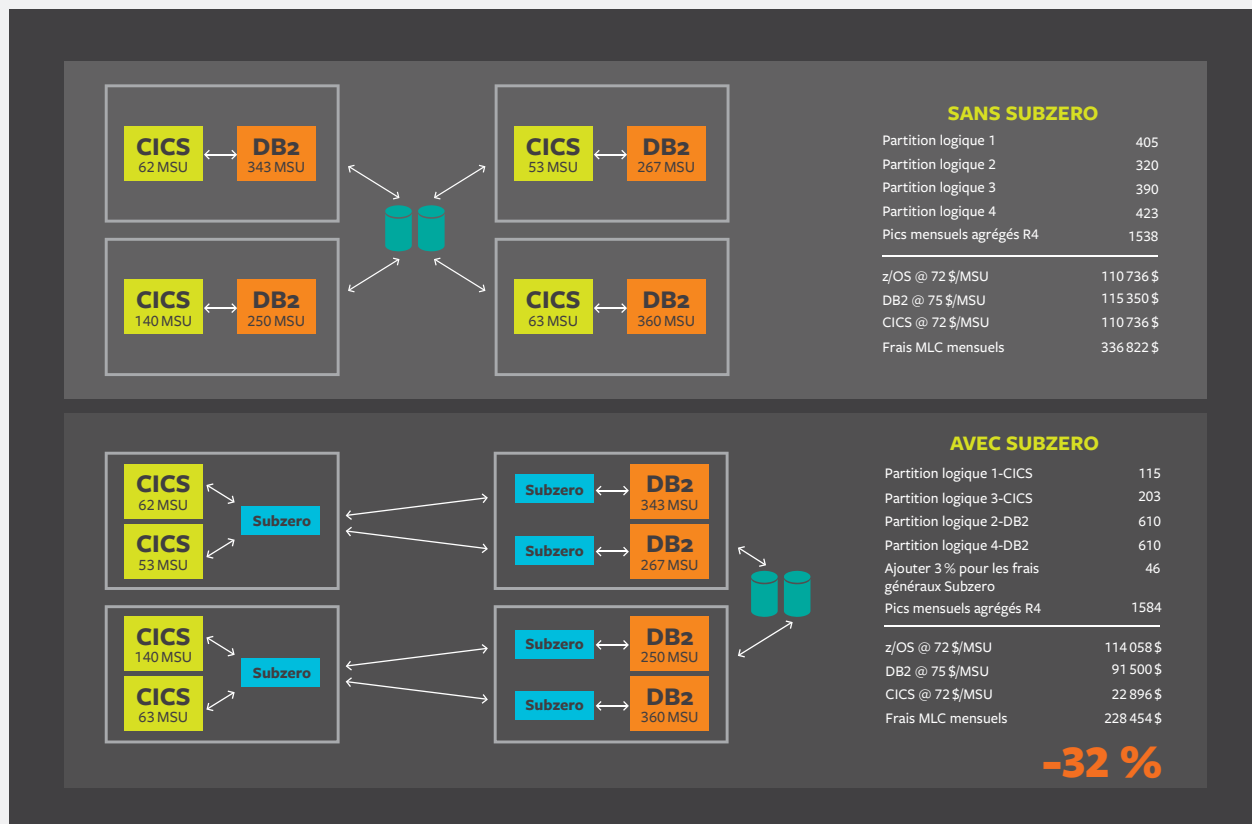 CICS
62 MSU
DB2
343 MSU
CICS
53 MSU
DB2
267 MSU
CICS
140 MSU
DB2
250 MSU
CICS
63 MSU
DB2
360 MSU
SANS SUBZERO
Partition logique 1 405
Partition logique 2 320
Partition logique 3 390
Partition logique 4 423
Pics mensuels agrégés R4 1538
z/OS @ 72 $/MSU 110 736 $
DB2 @ 75 $/MSU 115 350 $
CICS @ 72 $/MSU 110 736 $
Frais MLC mensuels 336 822 $
CICS
62 MSU
CICS
53 MSU
Subzero
Subzero
DB2
343 MSU
Subzero
DB2
267 MSU
CICS
140 MSU
CICS
63 MSU
Subzero
Subzero
DB2
250 MSU
Subzero
DB2
360 MSU
AVEC SUBZERO
Partition logique 1-CICS 115
Partition logique 3-CICS 203
Partition logique 2-DB2 610
Partition logique 4-DB2 610
Ajouter 3 % pour les frais 46
généraux Subzero
Pics mensuels agrégés R4 1584
z/OS @ 72 $/MSU 114 058 $
DB2 @ 75 $/MSU 91 500 $
CICS @ 72 $/MSU 22 896 $
Frais MLC mensuels 228 454 $
-32 %